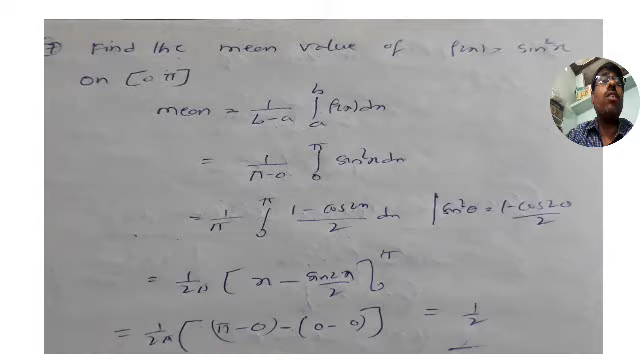 ⑦ Find the mean value of f(x) = sin²x
on [0 π]
mean = 1/(b-a) ∫_a^b f(x) dx
= 1/(π-0) ∫_0^π sin²x dx
= 1/π ∫_0^π (1-cos2x)/2 dx | sin²θ = (1-cos2θ)/2
= 1/2π [x - sin2x/2]_0^π
= 1/2π [(π-0)-(0-0)] = 1/2